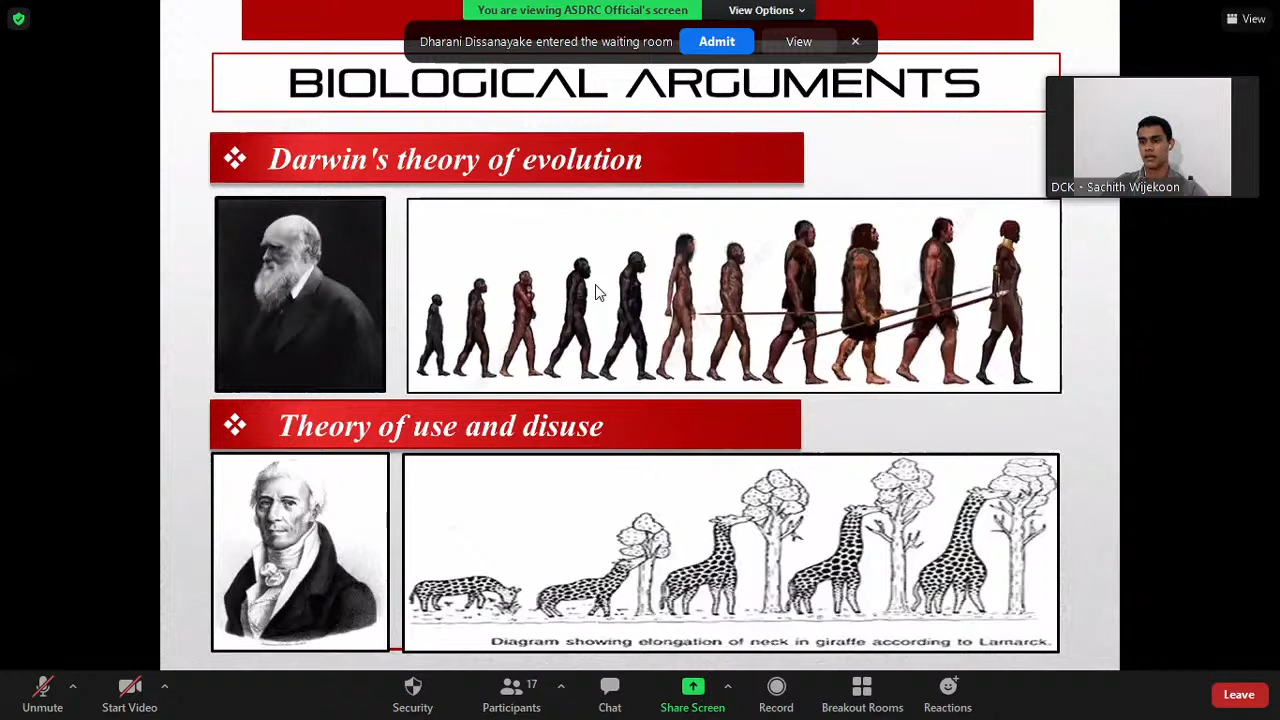 You are viewing ASDRC Official's screen
View Options
View
Dharani Dissanayake entered the waiting room
Admit
View
BIOLOGICAL ARGUMENTS
DCK - Sachith Wijekoon
Darwin's theory of evolution
Theory of use and disuse
Diagram showing elongation of neck in giraffe according to Lamarck.
Unmute
Start Video
Security
17
Participants
Chat
Share Screen
Record
Breakout Rooms
Reactions
Leave